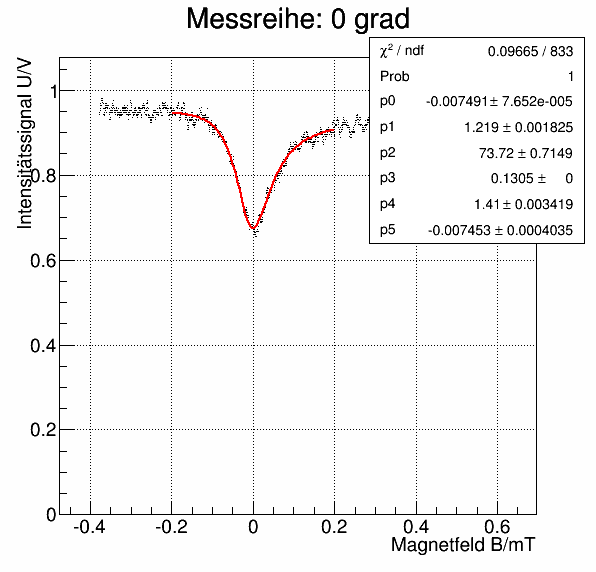 Messreihe: 0 grad
χ² / ndf 0.09665 / 833
Prob 1
p0 -0.007491 ± 7.652e-005
p1 1.219 ± 0.001825
p2 73.72 ± 0.7149
p3 0.1305 ± 0
p4 1.41 ± 0.003419
p5 -0.007453 ± 0.0004035
Intensitätssignal U/V
1
0.8
0.6
0.4
0.2
0
-0.4 -0.2 0 0.2 0.4 0.6
Magnetfeld B/mT